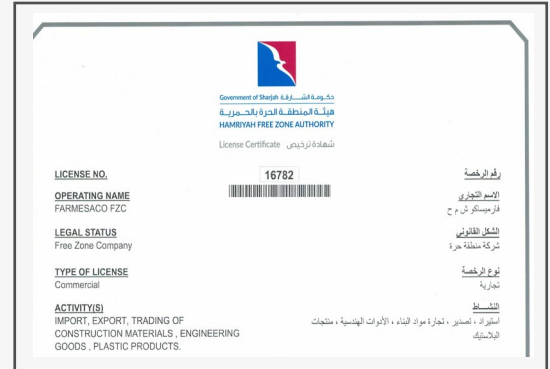 Government of Sharjah حكومة الشارقة
هيئة المنطقة الحرة بالحمرية
HAMRIYAH FREE ZONE AUTHORITY
License Certificate شهادة ترخيص
LICENSE NO. 16782 رقم الرخصة
OPERATING NAME الاسم التجاري
FARMESACO FZC فارميساكو ش م ح
LEGAL STATUS الشكل القانوني
Free Zone Company شركة منطقة حرة
TYPE OF LICENSE نوع الرخصة
Commercial تجارية
ACTIVITY(S) النشـــاط
IMPORT, EXPORT, TRADING OF استيراد ، تصدير ، تجارة مواد البناء ، الأدوات الهندسية ، منتجات
CONSTRUCTION MATERIALS , ENGINEERING البلاستيك
GOODS , PLASTIC PRODUCTS.